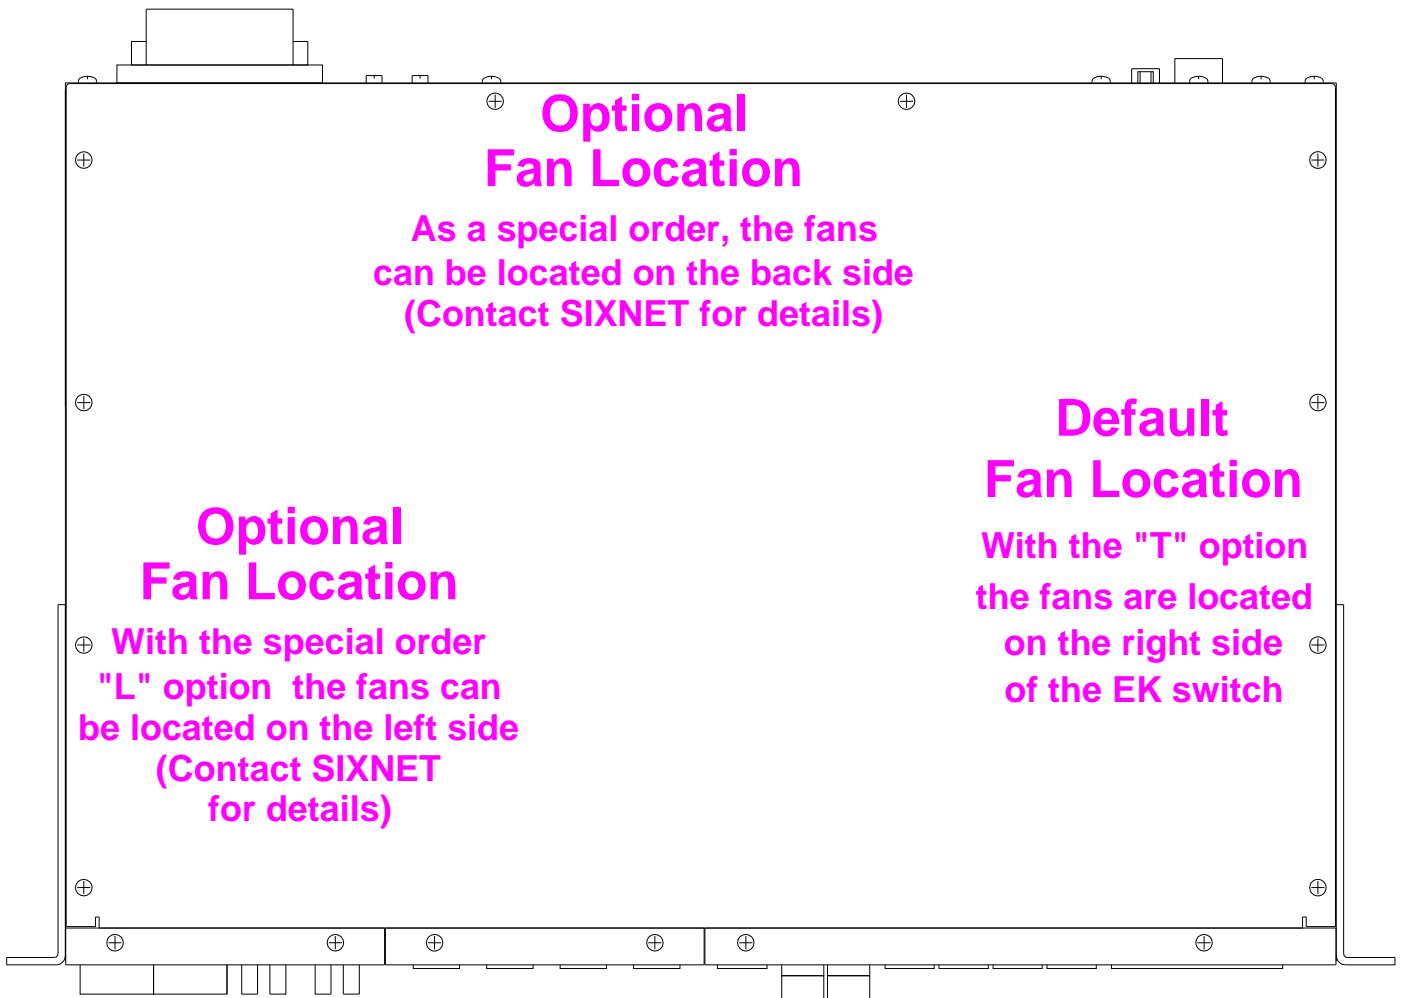 Optional
Fan Location
As a special order, the fans
can be located on the back side
(Contact SIXNET for details)
Default
Fan Location
With the "T" option
the fans are located
on the right side
of the EK switch
Optional
Fan Location
With the special order
"L" option  the fans can
be located on the left side
(Contact SIXNET
for details)